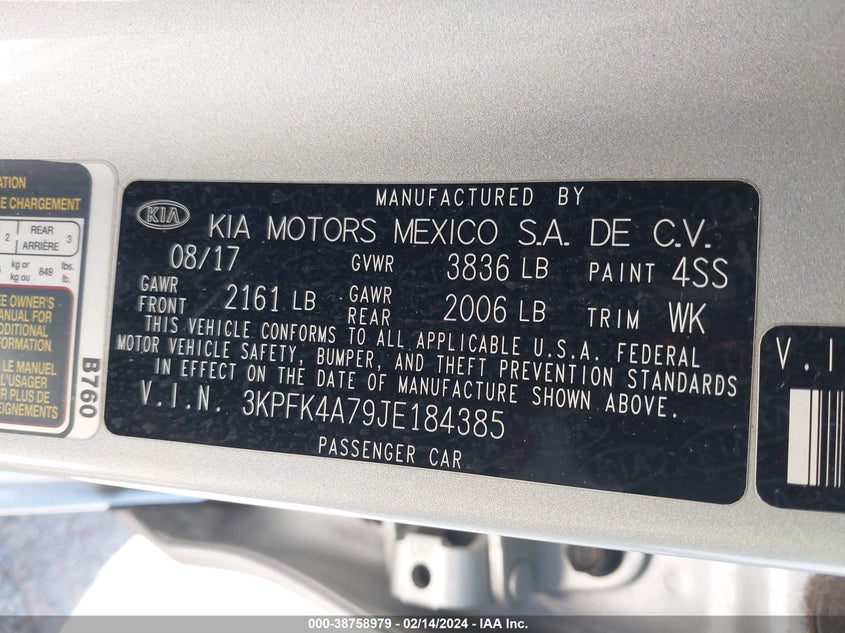 ATION
E CHARGEMENT
2 REAR 3
ARRIÈRE
kg or lbs.
kg ou 849 lb.
EE OWNER'S
MANUAL FOR
ADDITIONAL
FORMATION
LE MANUEL
L'USAGER
R PLUS DE
EIGNEMENTS
B760
MANUFACTURED BY
KIA KIA MOTORS MEXICO S.A. DE C.V.
08/17 GVWR 3836 LB PAINT 4SS
GAWR FRONT 2161 LB GAWR REAR 2006 LB TRIM WK
THIS VEHICLE CONFORMS TO ALL APPLICABLE U.S.A. FEDERAL
MOTOR VEHICLE SAFETY, BUMPER, AND THEFT PREVENTION STANDARDS
IN EFFECT ON THE DATE OF MANUFACTURE SHOWN ABOVE.
V.I.N. 3KPFK4A79JE184385
PASSENGER CAR
V.I
000-38758979 - 02/14/2024 - IAA Inc.